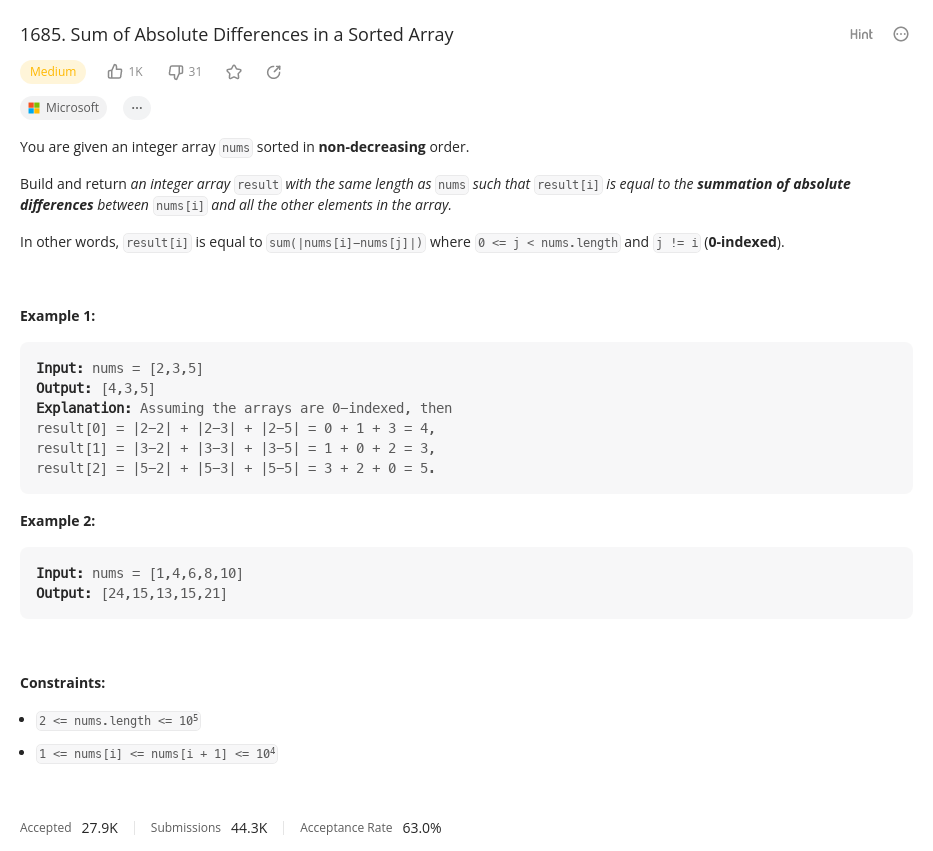 1685. Sum of Absolute Differences in a Sorted Array
Hint
Medium 1K 31
Microsoft ...
You are given an integer array nums sorted in non-decreasing order.
Build and return an integer array result with the same length as nums such that result[i] is equal to the summation of absolute
differences between nums[i] and all the other elements in the array.
In other words, result[i] is equal to sum(|nums[i]-nums[j]|) where 0 <= j < nums.length and j != i (0-indexed).
Example 1:
Input: nums = [2,3,5]
Output: [4,3,5]
Explanation: Assuming the arrays are 0-indexed, then
result[0] = |2-2| + |2-3| + |2-5| = 0 + 1 + 3 = 4,
result[1] = |3-2| + |3-3| + |3-5| = 1 + 0 + 2 = 3,
result[2] = |5-2| + |5-3| + |5-5| = 3 + 2 + 0 = 5.
Example 2:
Input: nums = [1,4,6,8,10]
Output: [24,15,13,15,21]
Constraints:
• 2 <= nums.length <= 10⁵
• 1 <= nums[i] <= nums[i + 1] <= 10⁴
Accepted 27.9K Submissions 44.3K Acceptance Rate 63.0%